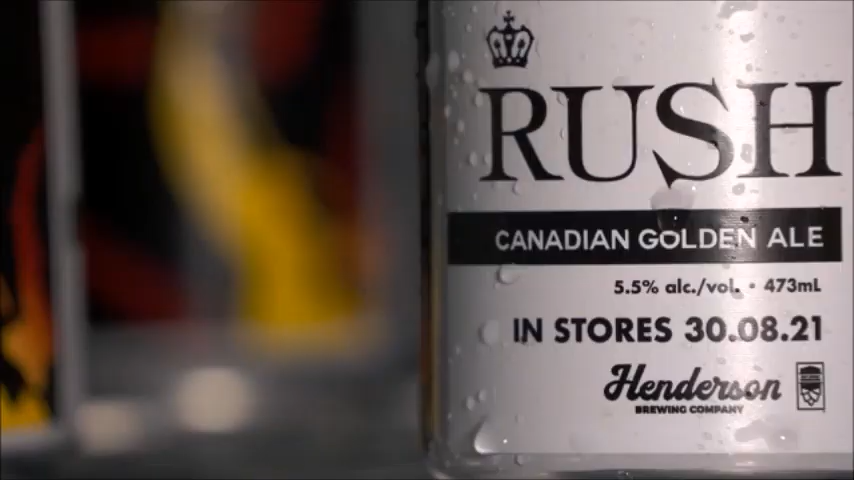 RUSH
CANADIAN GOLDEN ALE
5.5% alc./vol. • 473mL
IN STORES 30.08.21
Henderson
BREWING COMPANY